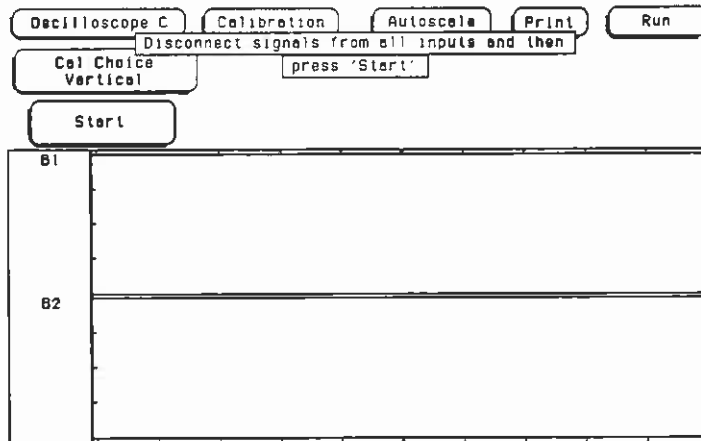 Oscilloscope C Calibration Autoscale Print Run
Disconnect signals from all inputs and then
press 'Start'
Cal Choice
Vertical
Start
B1
B2